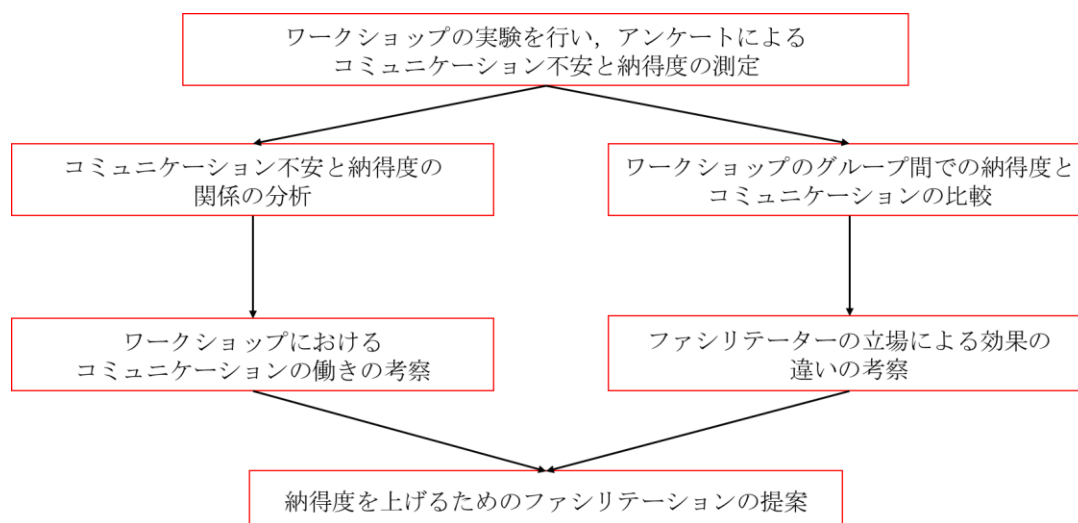 ワークショップの実験を行い，アンケートによる
コミュニケーション不安と納得度の測定
コミュニケーション不安と納得度の
関係の分析
ワークショップのグループ間での納得度と
コミュニケーションの比較
ワークショップにおける
コミュニケーションの働きの考察
ファシリテーターの立場による効果の
違いの考察
納得度を上げるためのファシリテーションの提案